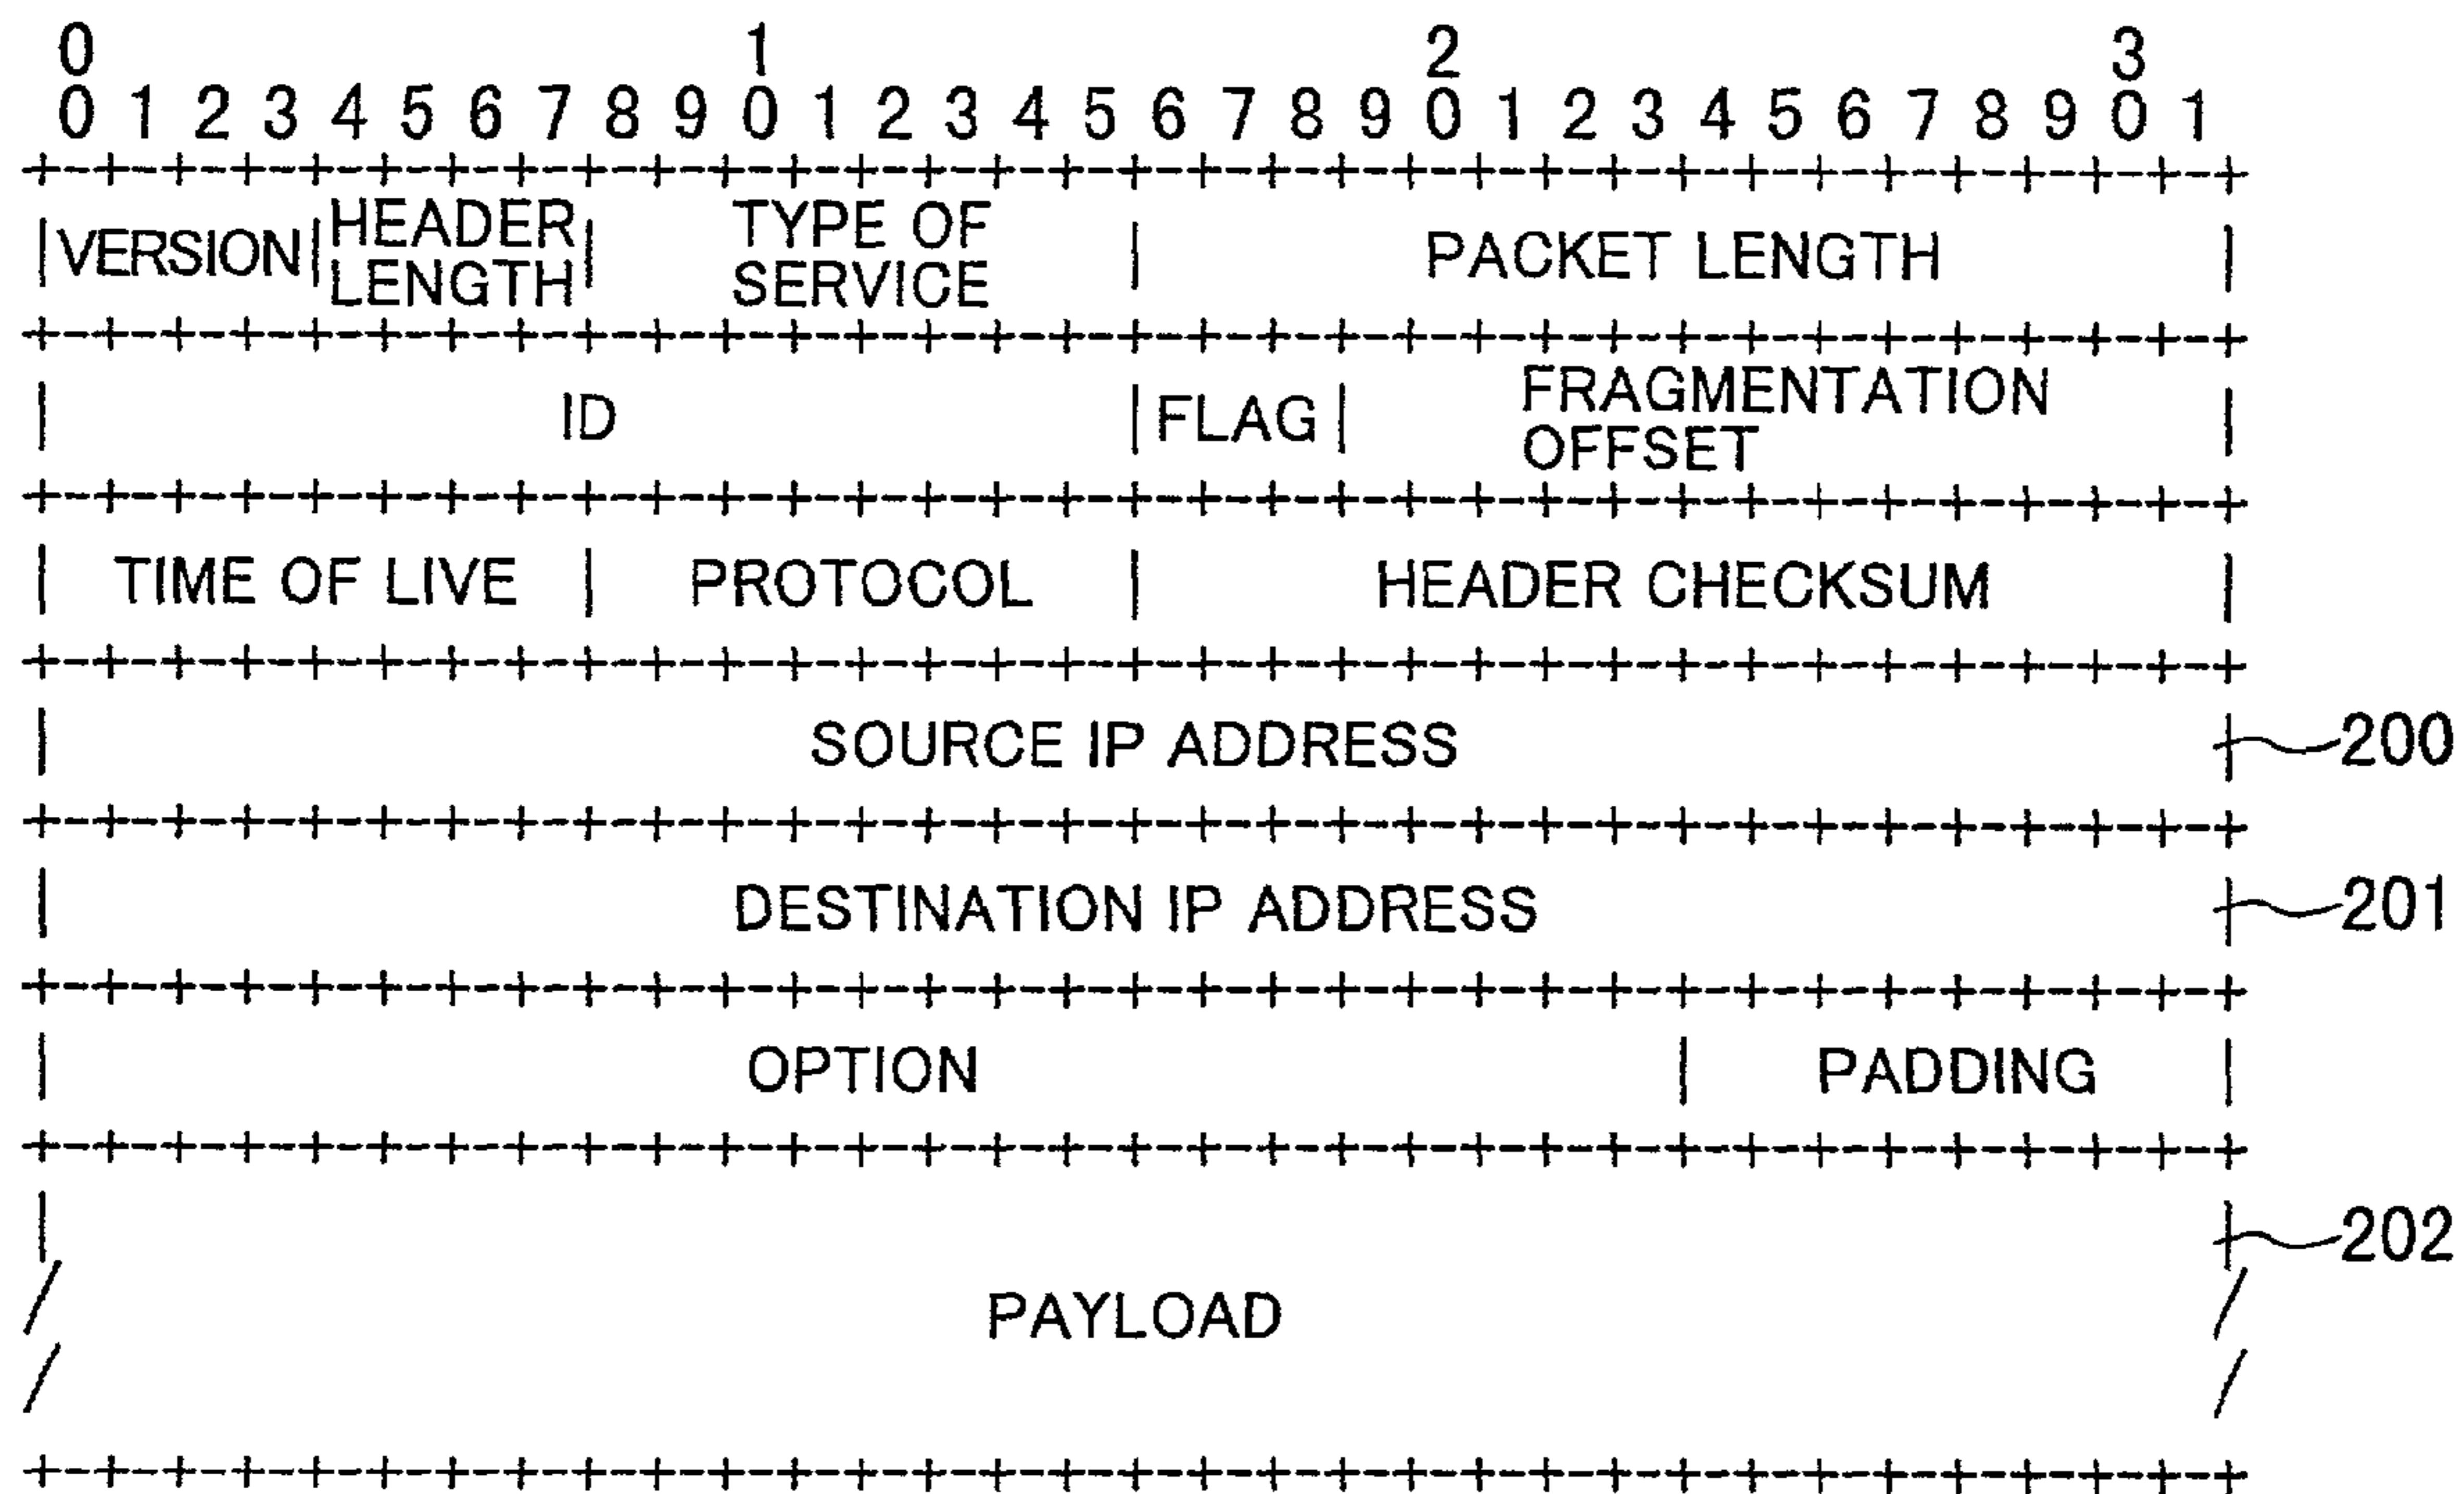 0 1 2 3
0 1 2 3 4 5 6 7 8 9 0 1 2 3 4 5 6 7 8 9 0 1 2 3 4 5 6 7 8 9 0 1
+-+-+-+-+-+-+-+-+-+-+-+-+-+-+-+-+-+-+-+-+-+-+-+-+-+-+-+-+-+-+-+-+
|VERSION|HEADER LENGTH| TYPE OF SERVICE | PACKET LENGTH |
+-+-+-+-+-+-+-+-+-+-+-+-+-+-+-+-+-+-+-+-+-+-+-+-+-+-+-+-+-+-+-+-+
| ID | FLAG | FRAGMENTATION OFFSET |
+-+-+-+-+-+-+-+-+-+-+-+-+-+-+-+-+-+-+-+-+-+-+-+-+-+-+-+-+-+-+-+-+
| TIME OF LIVE | PROTOCOL | HEADER CHECKSUM |
+-+-+-+-+-+-+-+-+-+-+-+-+-+-+-+-+-+-+-+-+-+-+-+-+-+-+-+-+-+-+-+-+
| SOURCE IP ADDRESS | 200
+-+-+-+-+-+-+-+-+-+-+-+-+-+-+-+-+-+-+-+-+-+-+-+-+-+-+-+-+-+-+-+-+
| DESTINATION IP ADDRESS | 201
+-+-+-+-+-+-+-+-+-+-+-+-+-+-+-+-+-+-+-+-+-+-+-+-+-+-+-+-+-+-+-+-+
| OPTION | PADDING |
+-+-+-+-+-+-+-+-+-+-+-+-+-+-+-+-+-+-+-+-+-+-+-+-+-+-+-+-+-+-+-+-+
| | 202
/ PAYLOAD /
/ /
+-+-+-+-+-+-+-+-+-+-+-+-+-+-+-+-+-+-+-+-+-+-+-+-+-+-+-+-+-+-+-+-+